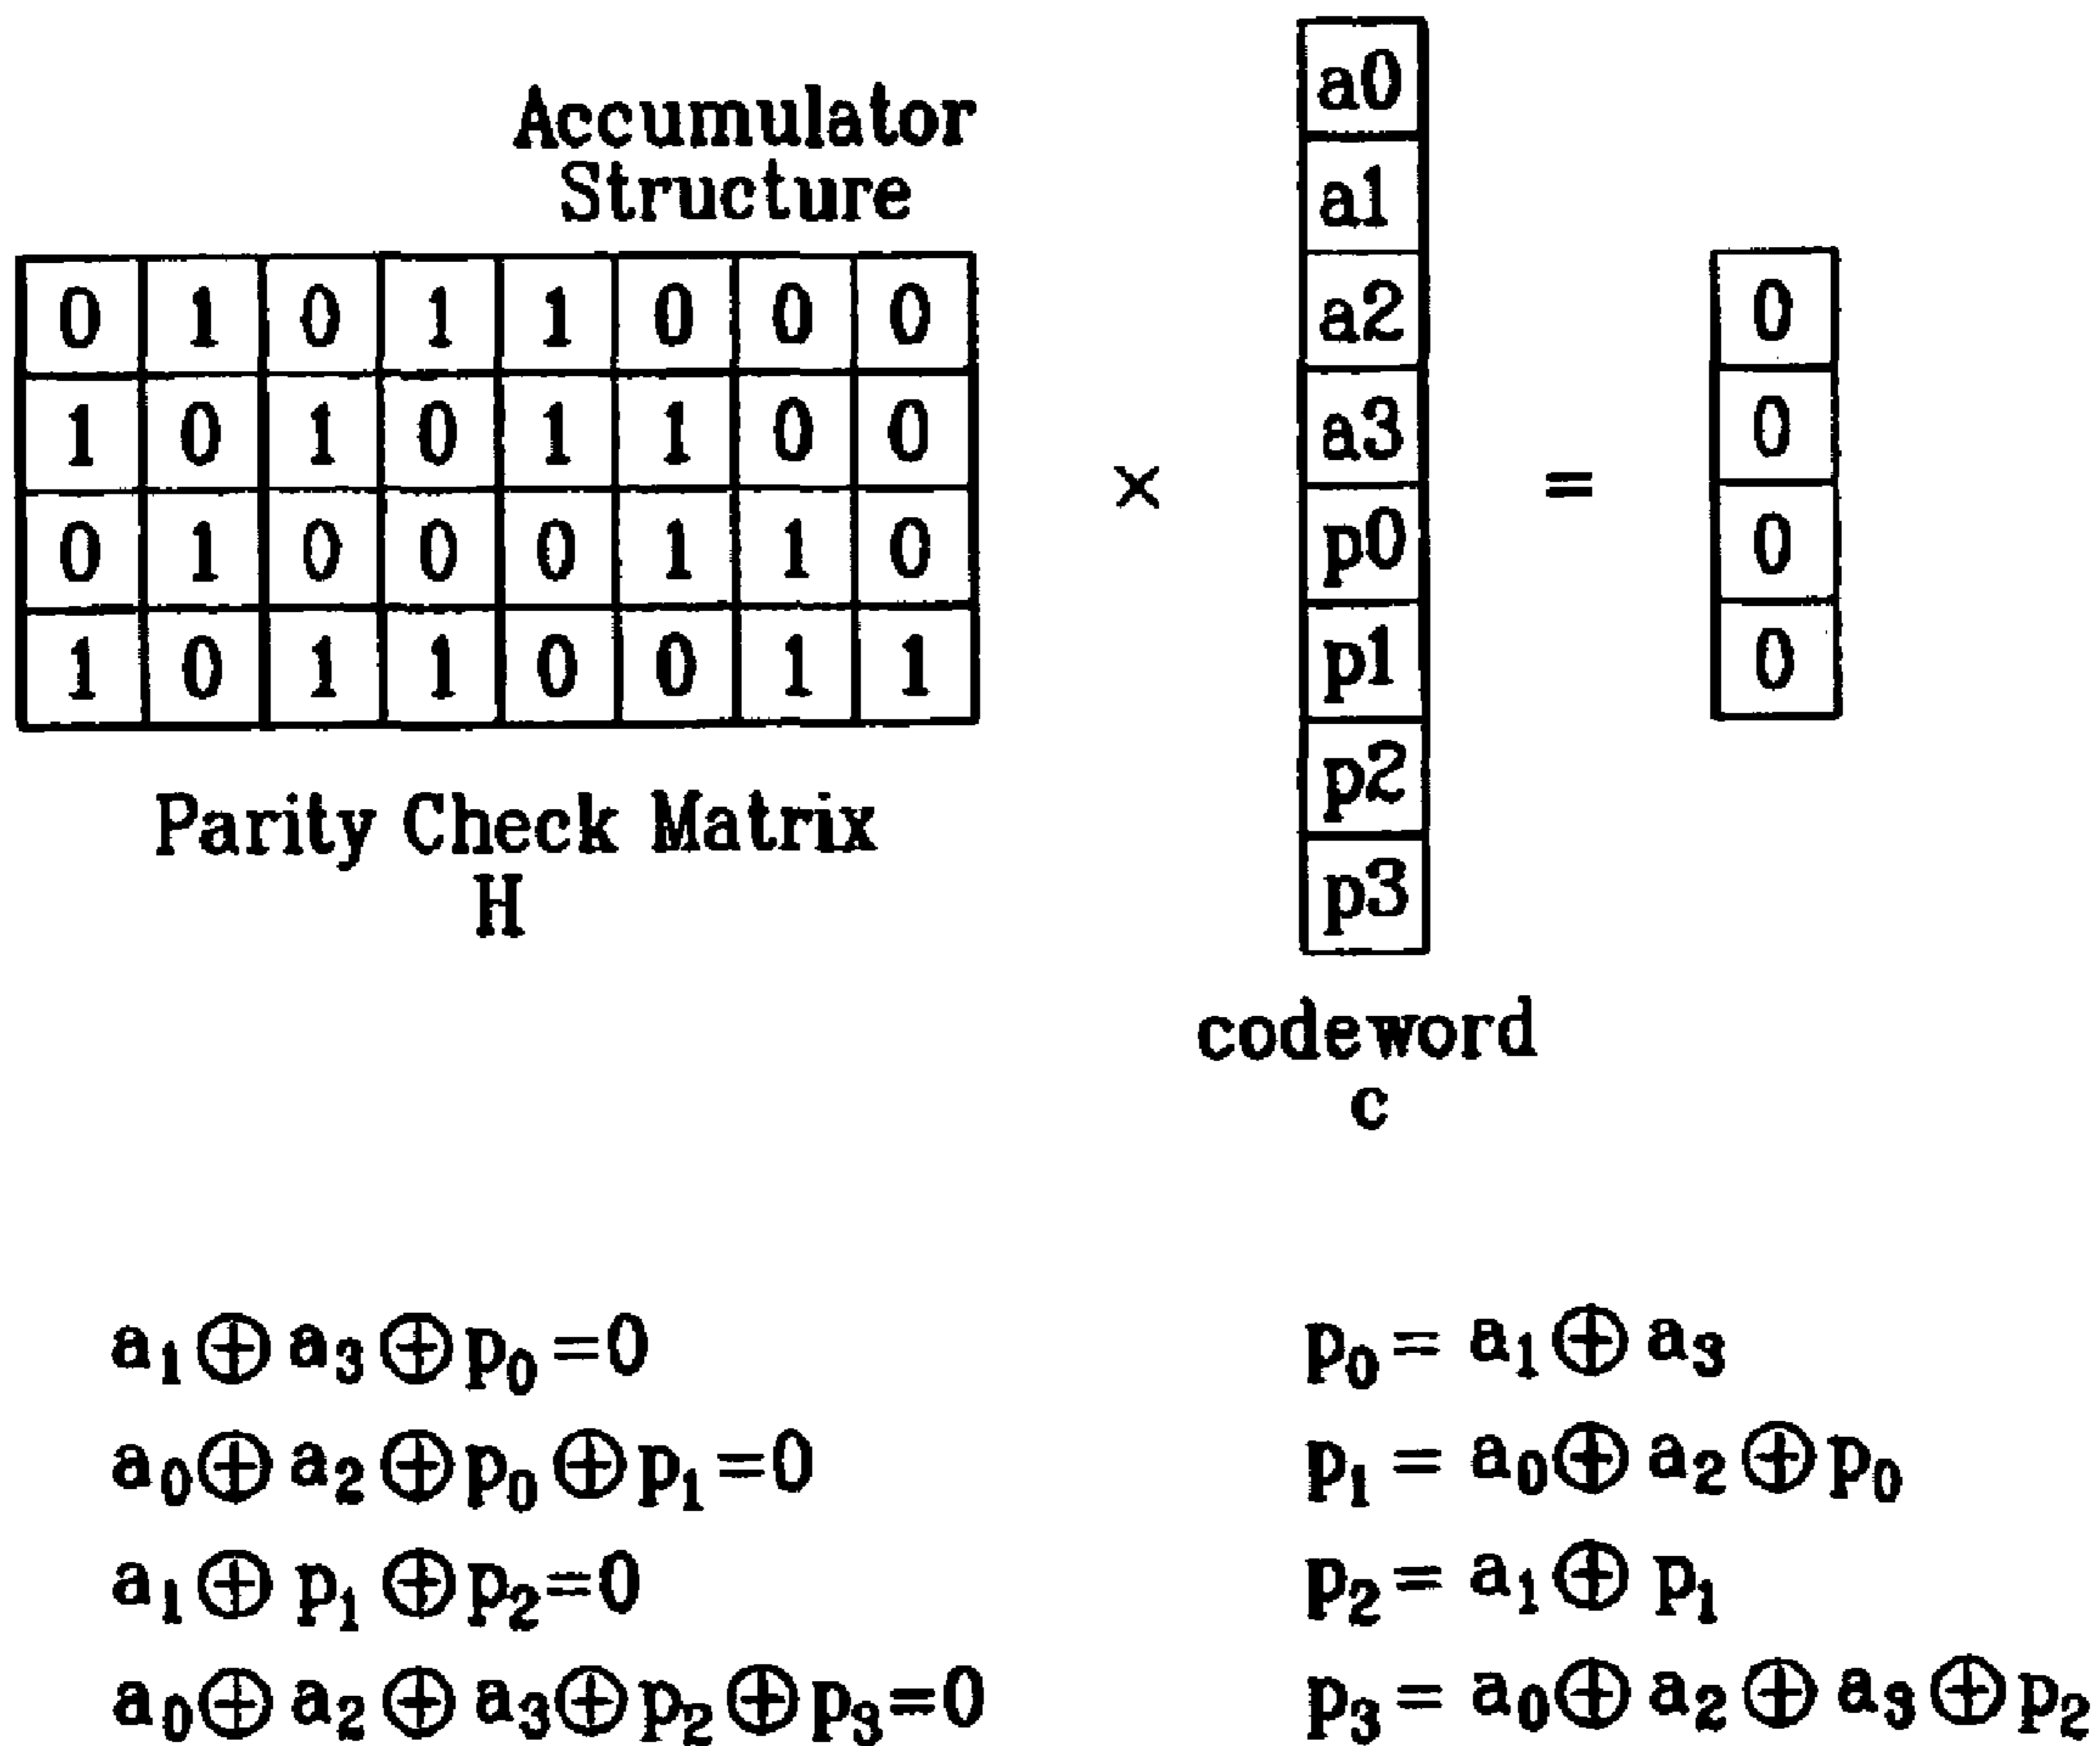 Accumulator
Structure
0 1 0 1 1 0 0 0
1 0 1 0 1 1 0 0
0 1 0 0 0 1 1 0
1 0 1 1 0 0 1 1
Parity Check Matrix
H
×
a0
a1
a2
a3
p0
p1
p2
p3
codeword
c
=
0
0
0
0
a₁⊕a₃⊕p₀=0
a₀⊕a₂⊕p₀⊕p₁=0
a₁⊕p₁⊕p₂=0
a₀⊕a₂⊕a₃⊕p₂⊕p₃=0
p₀= a₁⊕a₃
p₁= a₀⊕a₂⊕p₀
p₂= a₁⊕p₁
p₃= a₀⊕a₂⊕a₃⊕p₂